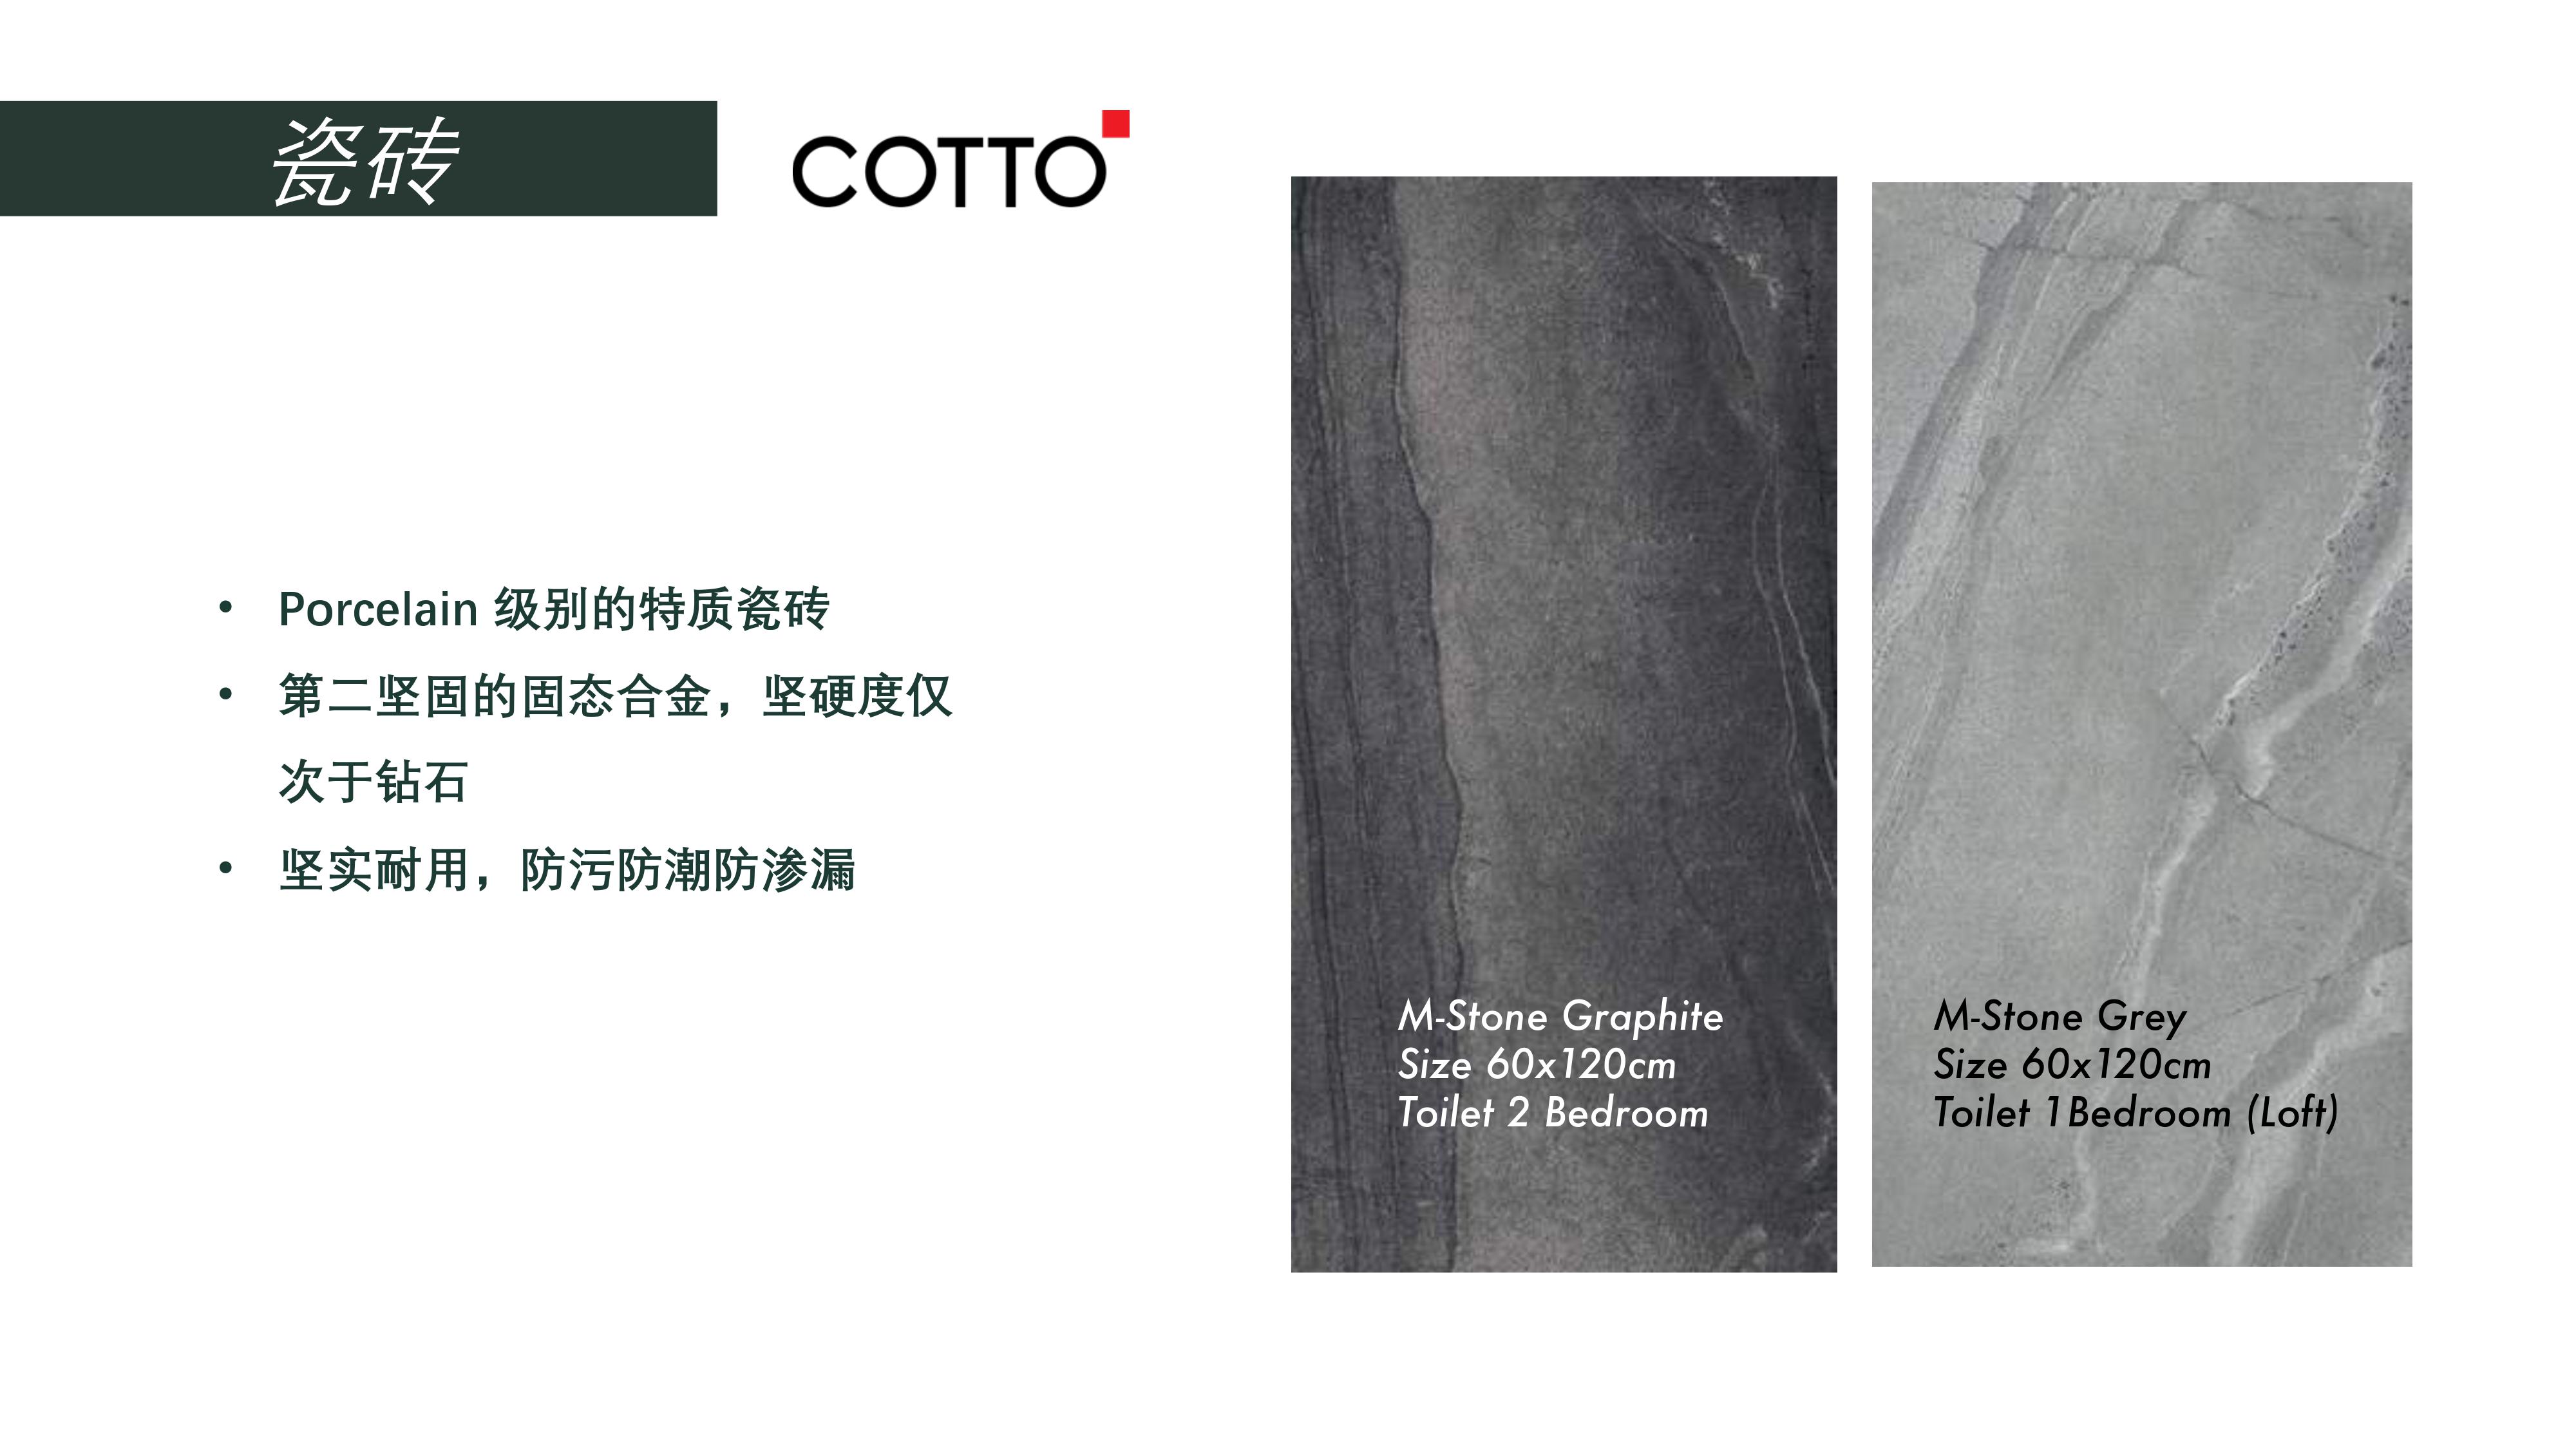 瓷砖
COTTO
• Porcelain 级别的特质瓷砖
• 第二坚固的固态合金，坚硬度仅
次于钻石
• 坚实耐用，防污防潮防渗漏
M-Stone Graphite
Size 60x120cm
Toilet 2 Bedroom
M-Stone Grey
Size 60x120cm
Toilet 1Bedroom (Loft)